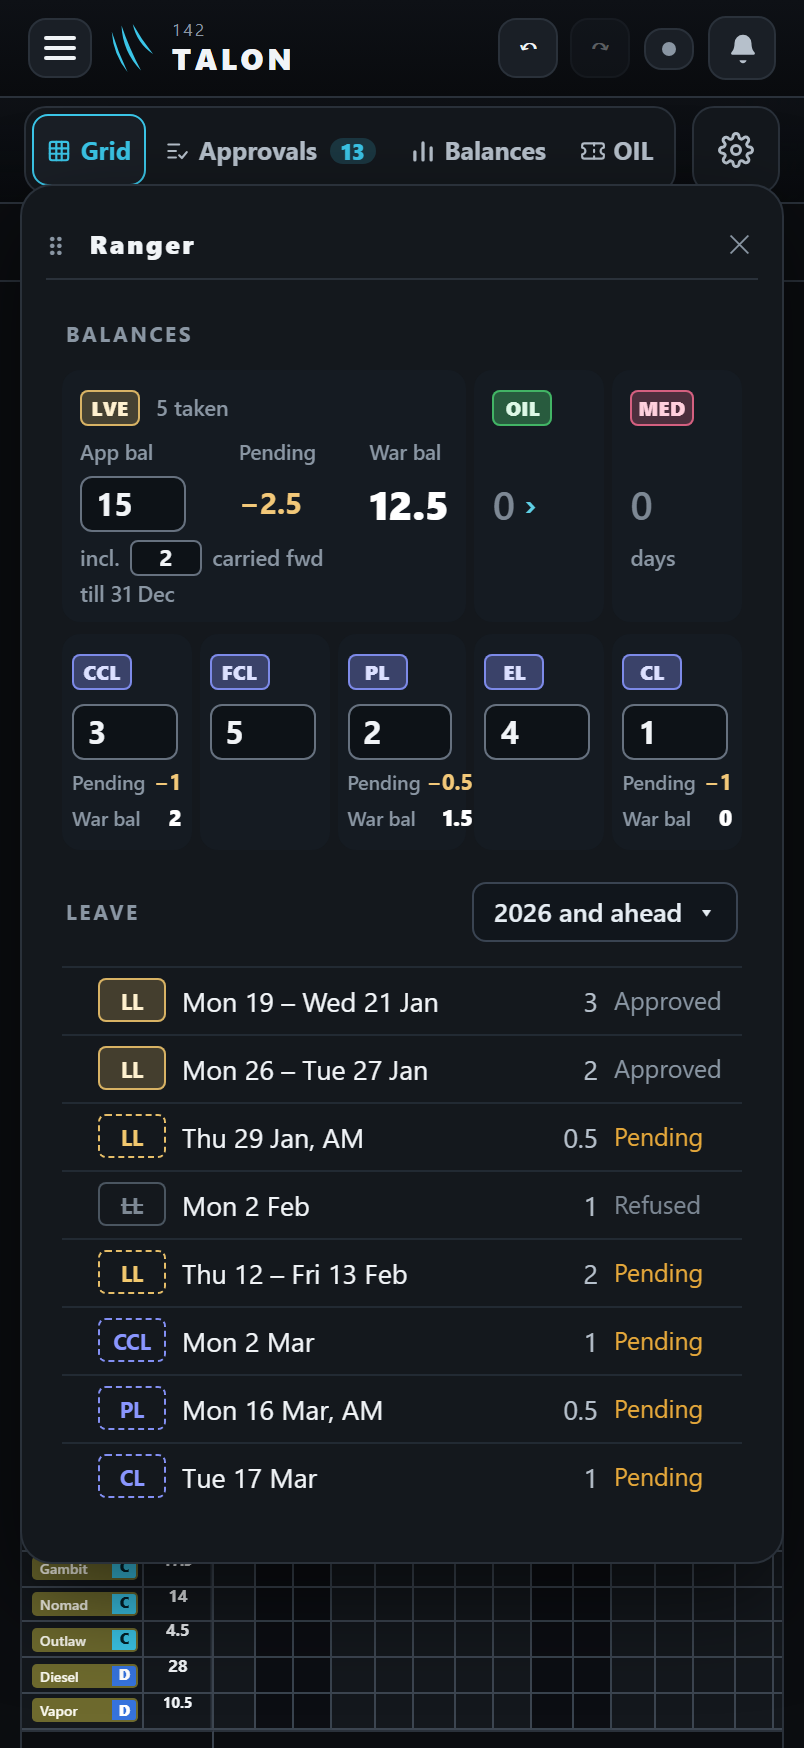 142
TALON
Grid
Approvals 13
Balances
OIL
Ranger
BALANCES
LVE 5 taken
App bal Pending War bal
15 −2.5 12.5
incl. 2 carried fwd
till 31 Dec
OIL
0 ›
MED
0
days
CCL
3
Pending −1
War bal 2
FCL
5
PL
2
Pending −0.5
War bal 1.5
EL
4
CL
1
Pending −1
War bal 0
LEAVE 2026 and ahead
LL Mon 19 – Wed 21 Jan 3 Approved
LL Mon 26 – Tue 27 Jan 2 Approved
LL Thu 29 Jan, AM 0.5 Pending
LL Mon 2 Feb 1 Refused
LL Thu 12 – Fri 13 Feb 2 Pending
CCL Mon 2 Mar 1 Pending
PL Mon 16 Mar, AM 0.5 Pending
CL Tue 17 Mar 1 Pending
Gambit C
Nomad C 14
Outlaw C 4.5
Diesel D 28
Vapor D 10.5